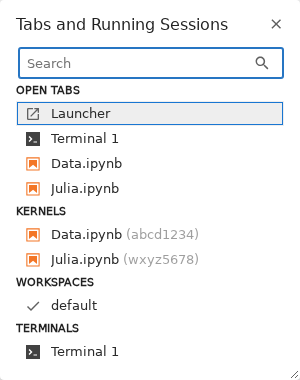 Tabs and Running Sessions
Search
OPEN TABS
Launcher
Terminal 1
Data.ipynb
Julia.ipynb
KERNELS
Data.ipynb (abcd1234)
Julia.ipynb (wxyz5678)
WORKSPACES
default
TERMINALS
Terminal 1